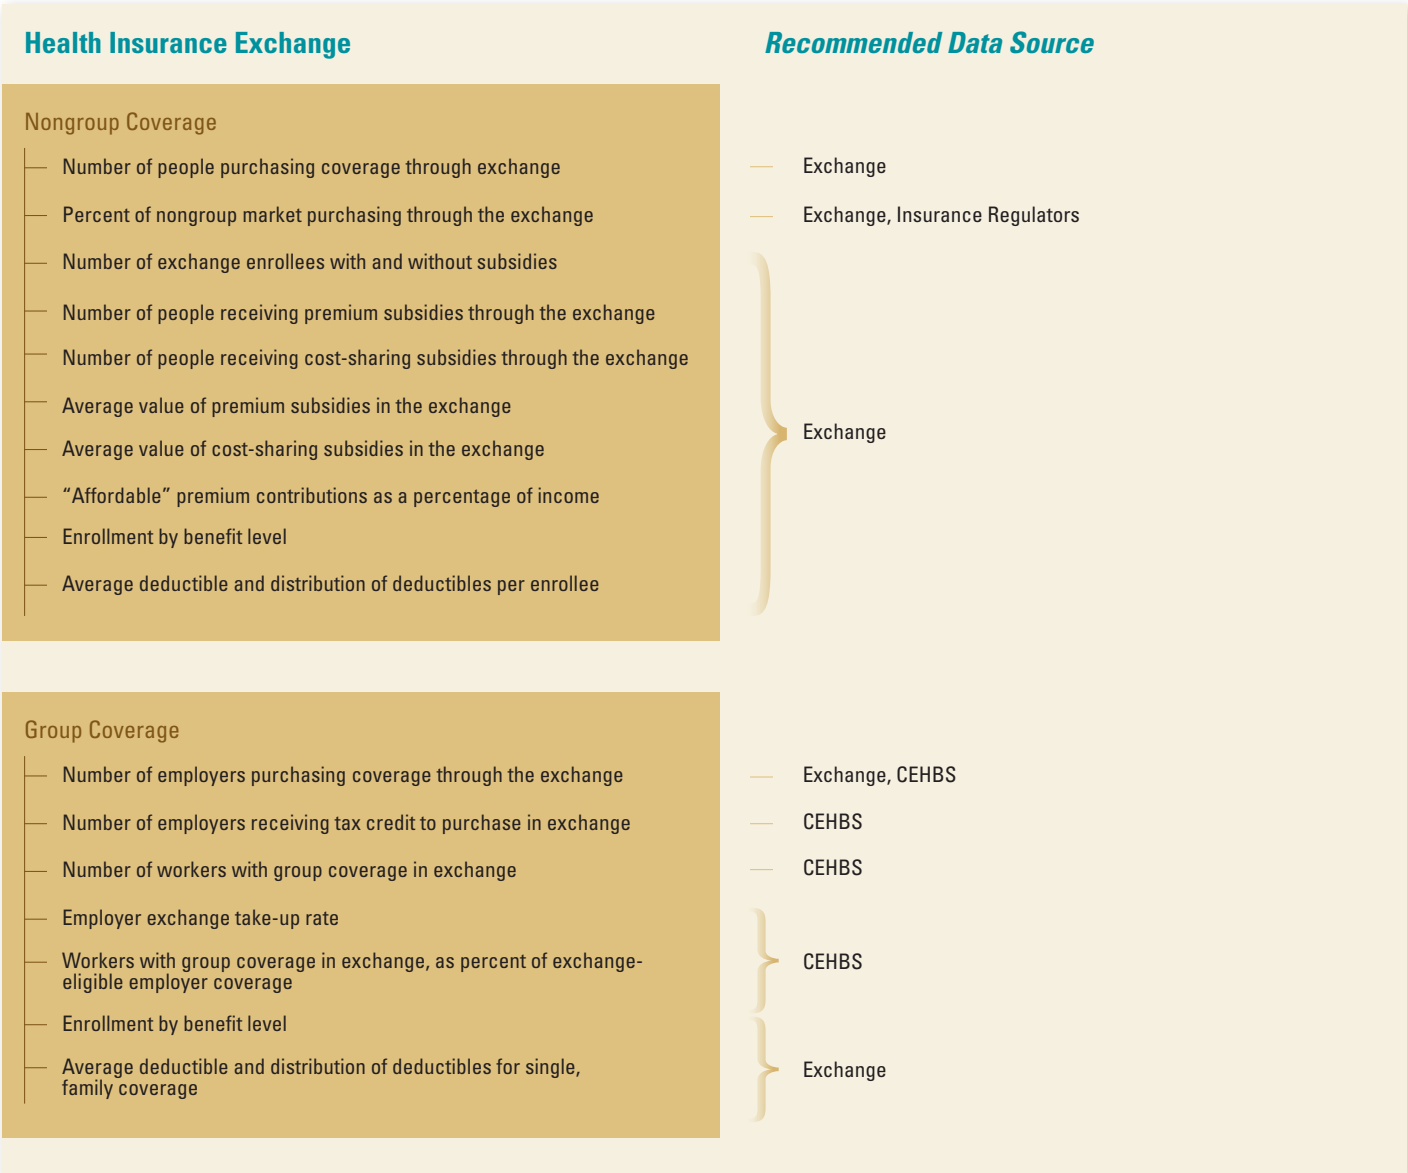 Health Insurance Exchange
Recommended Data Source
Nongroup Coverage
Number of people purchasing coverage through exchange
Exchange
Percent of nongroup market purchasing through the exchange
Exchange, Insurance Regulators
Number of exchange enrollees with and without subsidies
Number of people receiving premium subsidies through the exchange
Number of people receiving cost-sharing subsidies through the exchange
Average value of premium subsidies in the exchange
Average value of cost-sharing subsidies in the exchange
“Affordable” premium contributions as a percentage of income
Enrollment by benefit level
Average deductible and distribution of deductibles per enrollee
Exchange
Group Coverage
Number of employers purchasing coverage through the exchange
Exchange, CEHBS
Number of employers receiving tax credit to purchase in exchange
CEHBS
Number of workers with group coverage in exchange
CEHBS
Employer exchange take-up rate
Workers with group coverage in exchange, as percent of exchange-
eligible employer coverage
CEHBS
Enrollment by benefit level
Average deductible and distribution of deductibles for single,
family coverage
Exchange